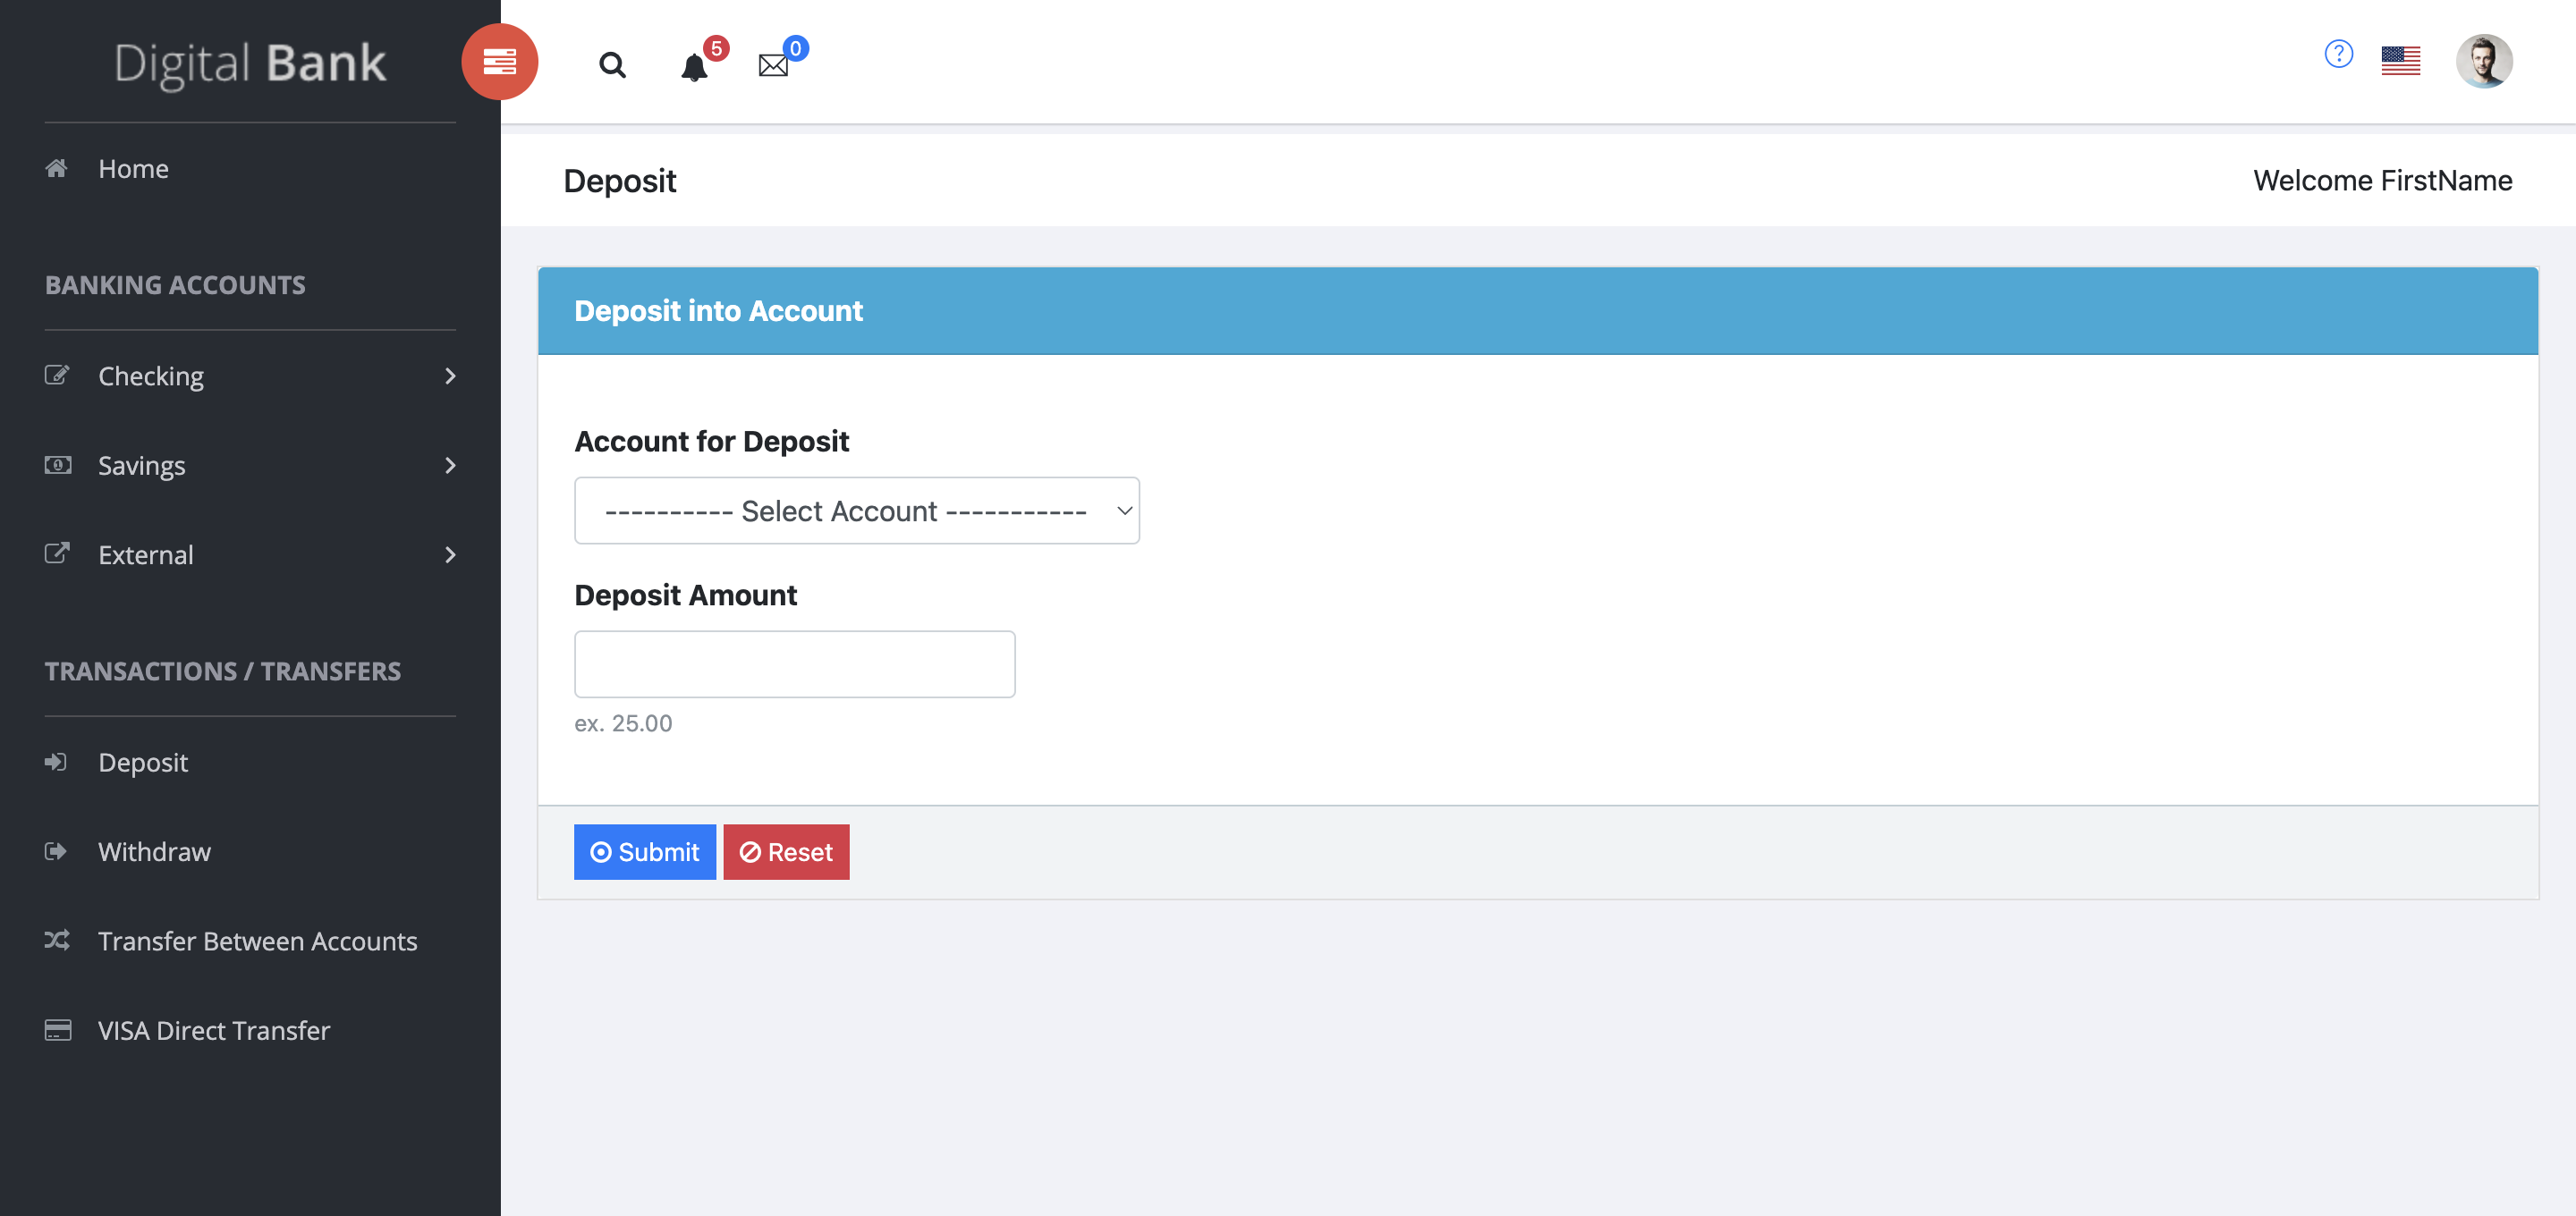 Digital Bank
5
0
?
Home
BANKING ACCOUNTS
Checking
Savings
External
TRANSACTIONS / TRANSFERS
Deposit
Withdraw
Transfer Between Accounts
VISA Direct Transfer
Deposit
Welcome FirstName
Deposit into Account
Account for Deposit
---------- Select Account -----------
Deposit Amount
ex. 25.00
Submit
Reset